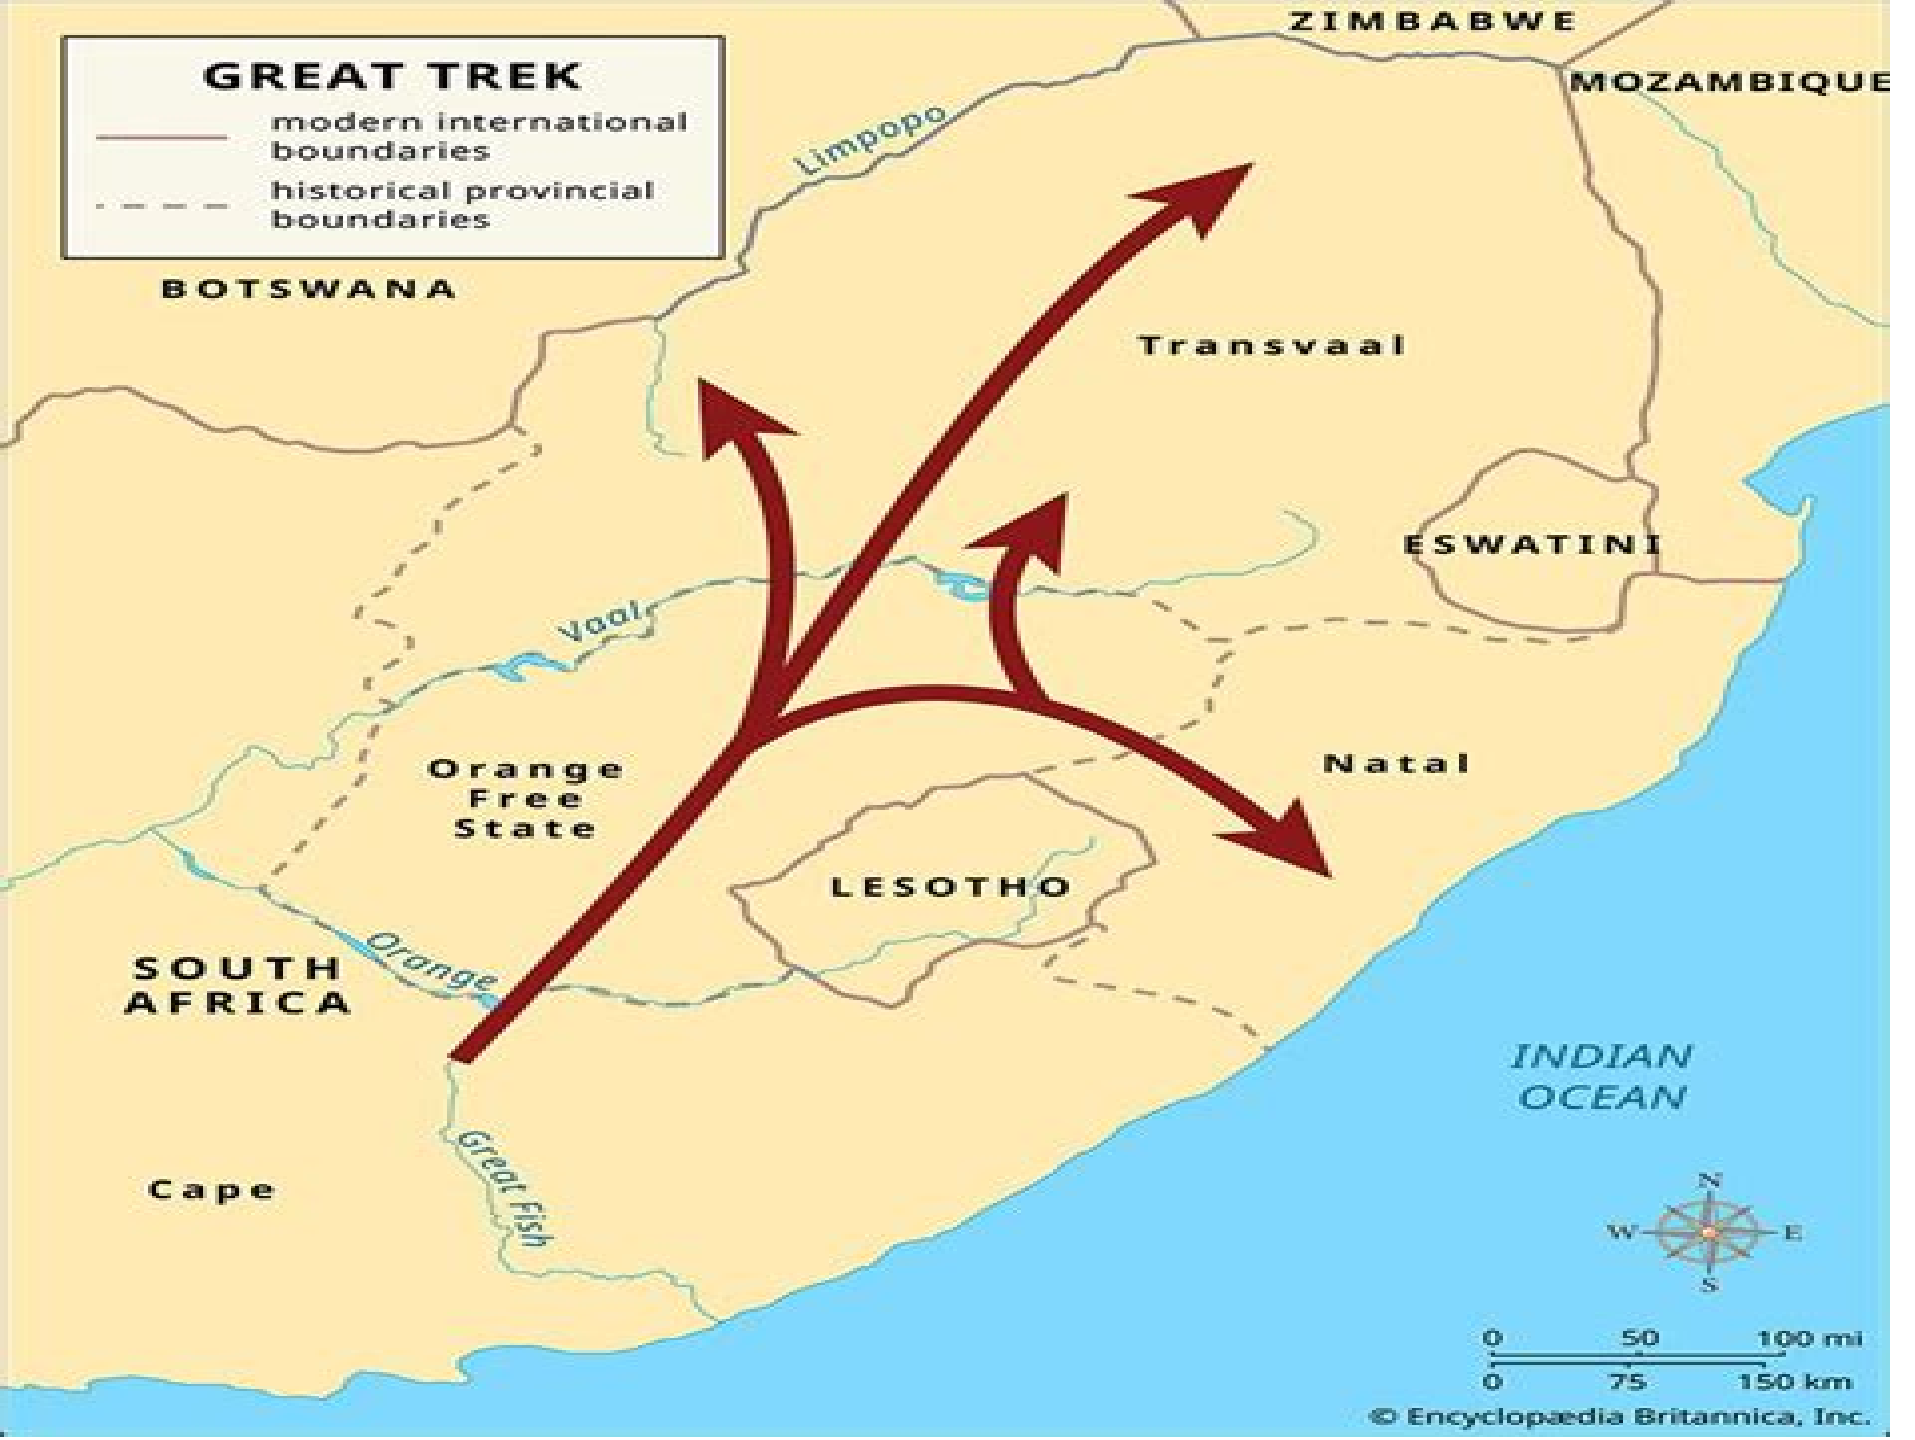 ZIMBABWE
GREAT TREK
modern international
boundaries
historical provincial
boundaries
MOZAMBIQUE
Limpopo
BOTSWANA
Transvaal
ESWATINI
Vaal
Orange
Free
State
Natal
LESOTHO
Orange
SOUTH
AFRICA
INDIAN
OCEAN
Great Fish
Cape
N
W
E
S
0 50 100 mi
0 75 150 km
© Encyclopædia Britannica, Inc.